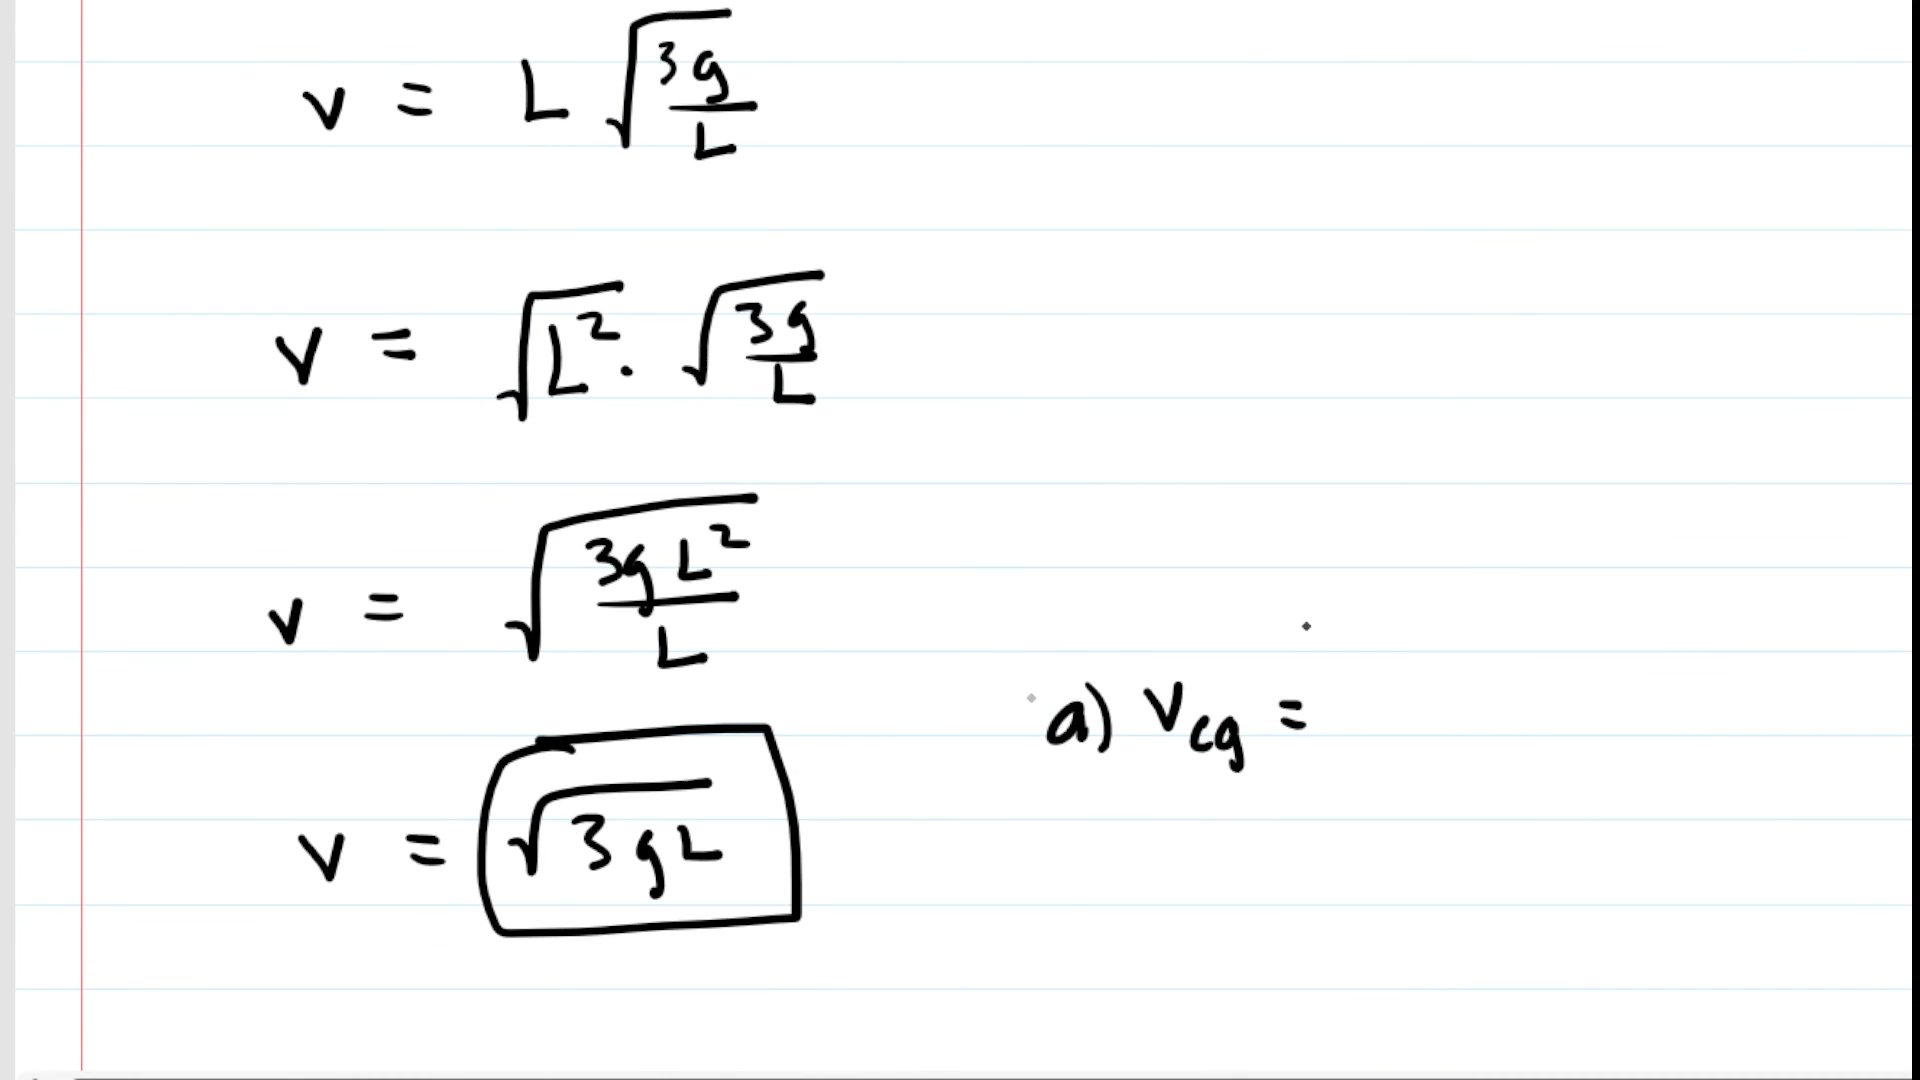 v = L √(3g/L)
v = √L² · √(3g/L)
v = √(3gL²/L)
a) v_cg =
v = √3gL